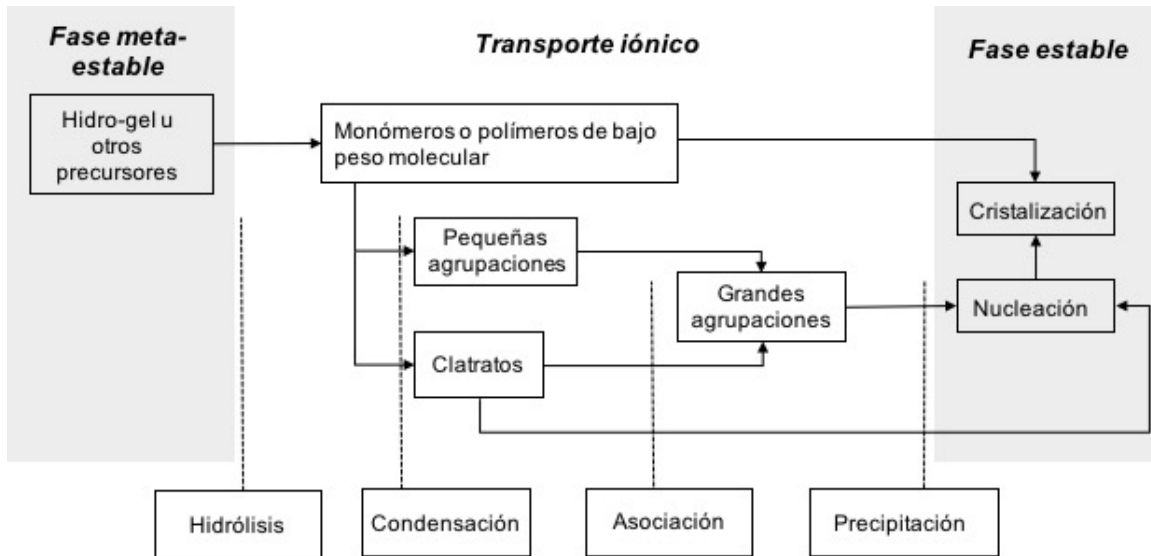 Fase meta-
estable
Transporte iónico
Fase estable
Hidro-gel u
otros
precursores
Monómeros o polímeros de bajo
peso molecular
Cristalización
Pequeñas
agrupaciones
Grandes
agrupaciones
Nucleación
Clatratos
Hidrólisis
Condensación
Asociación
Precipitación